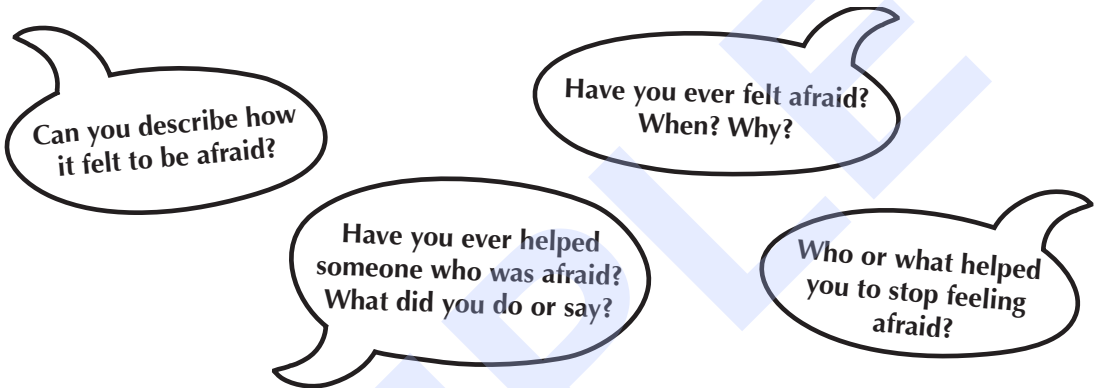 Can you describe how
it felt to be afraid?
Have you ever felt afraid?
When? Why?
Have you ever helped
someone who was afraid?
What did you do or say?
Who or what helped
you to stop feeling
afraid?